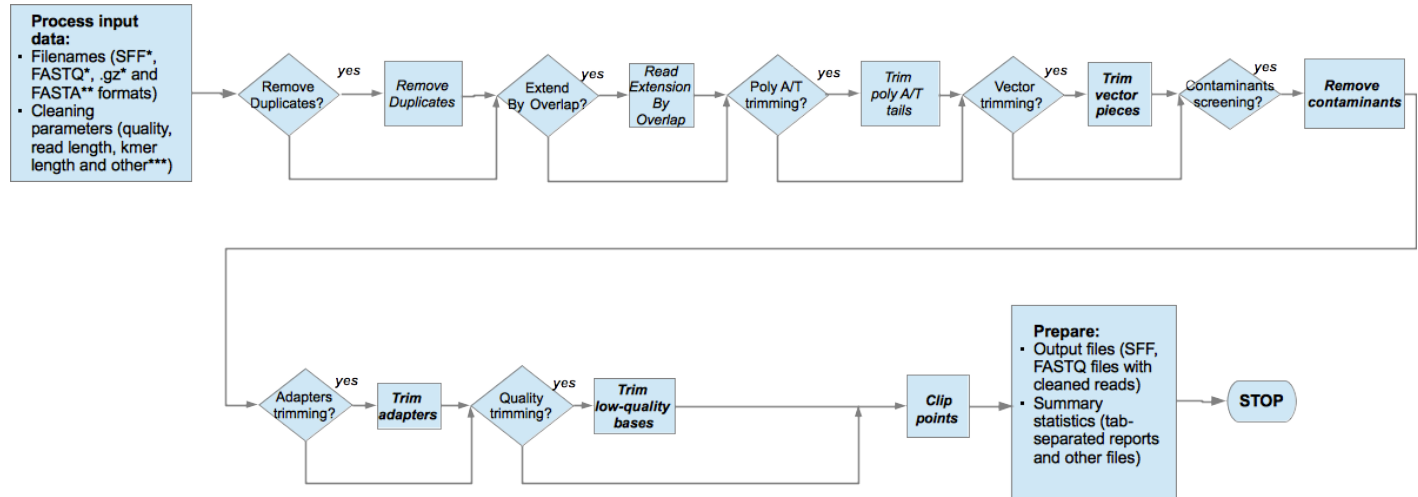 Process input
data:
▪ Filenames (SFF*,
FASTQ*, .gz* and
FASTA** formats)
▪ Cleaning
parameters (quality,
read length, kmer
length and other***)
Remove
Duplicates?
yes
Remove
Duplicates
Extend
By Overlap?
yes
Read
Extension
By
Overlap
Poly A/T
trimming?
yes
Trim
poly A/T
tails
Vector
trimming?
yes
Trim
vector
pieces
Contaminants
screening?
yes
Remove
contaminants
Adapters
trimming?
yes
Trim
adapters
Quality
trimming?
yes
Trim
low-quality
bases
Clip
points
Prepare:
▪ Output files (SFF,
FASTQ files with
cleaned reads)
▪ Summary
statistics (tab-
separated reports
and other files)
STOP